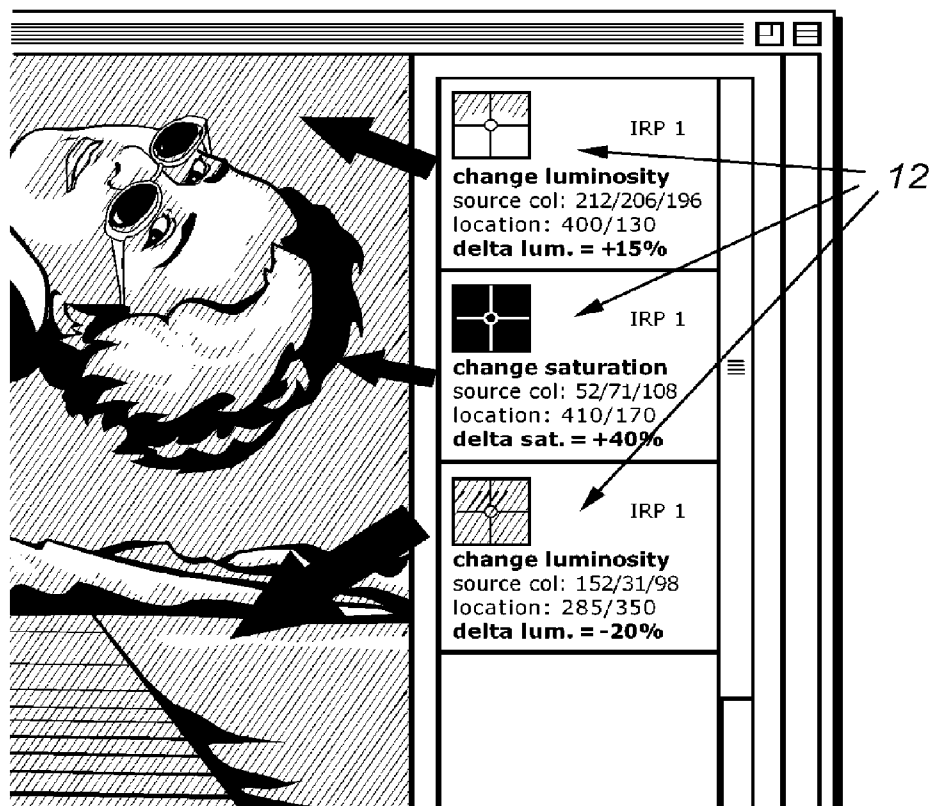 IRP 1
change luminosity
source col: 212/206/196
location: 400/130
delta lum. = +15%
12
IRP 1
change saturation
source col: 52/71/108
location: 410/170
delta sat. = +40%
IRP 1
change luminosity
source col: 152/31/98
location: 285/350
delta lum. = -20%